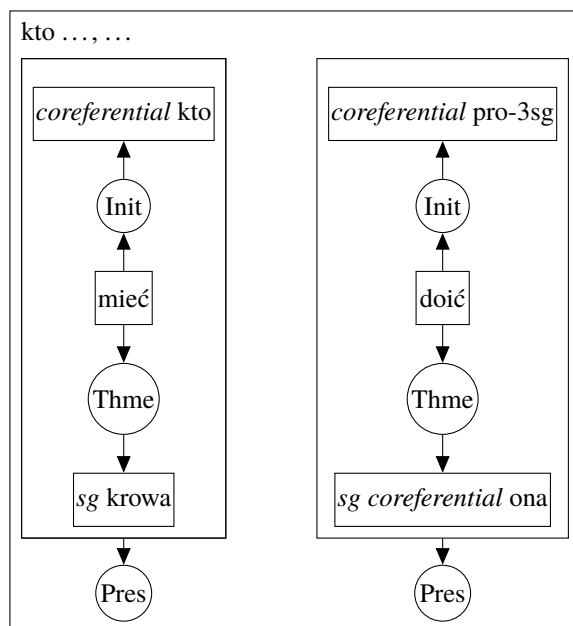 kto …, …
coreferential kto
coreferential pro-3sg
Init
Init
mieć
doić
Thme
Thme
sg krowa
sg coreferential ona
Pres
Pres